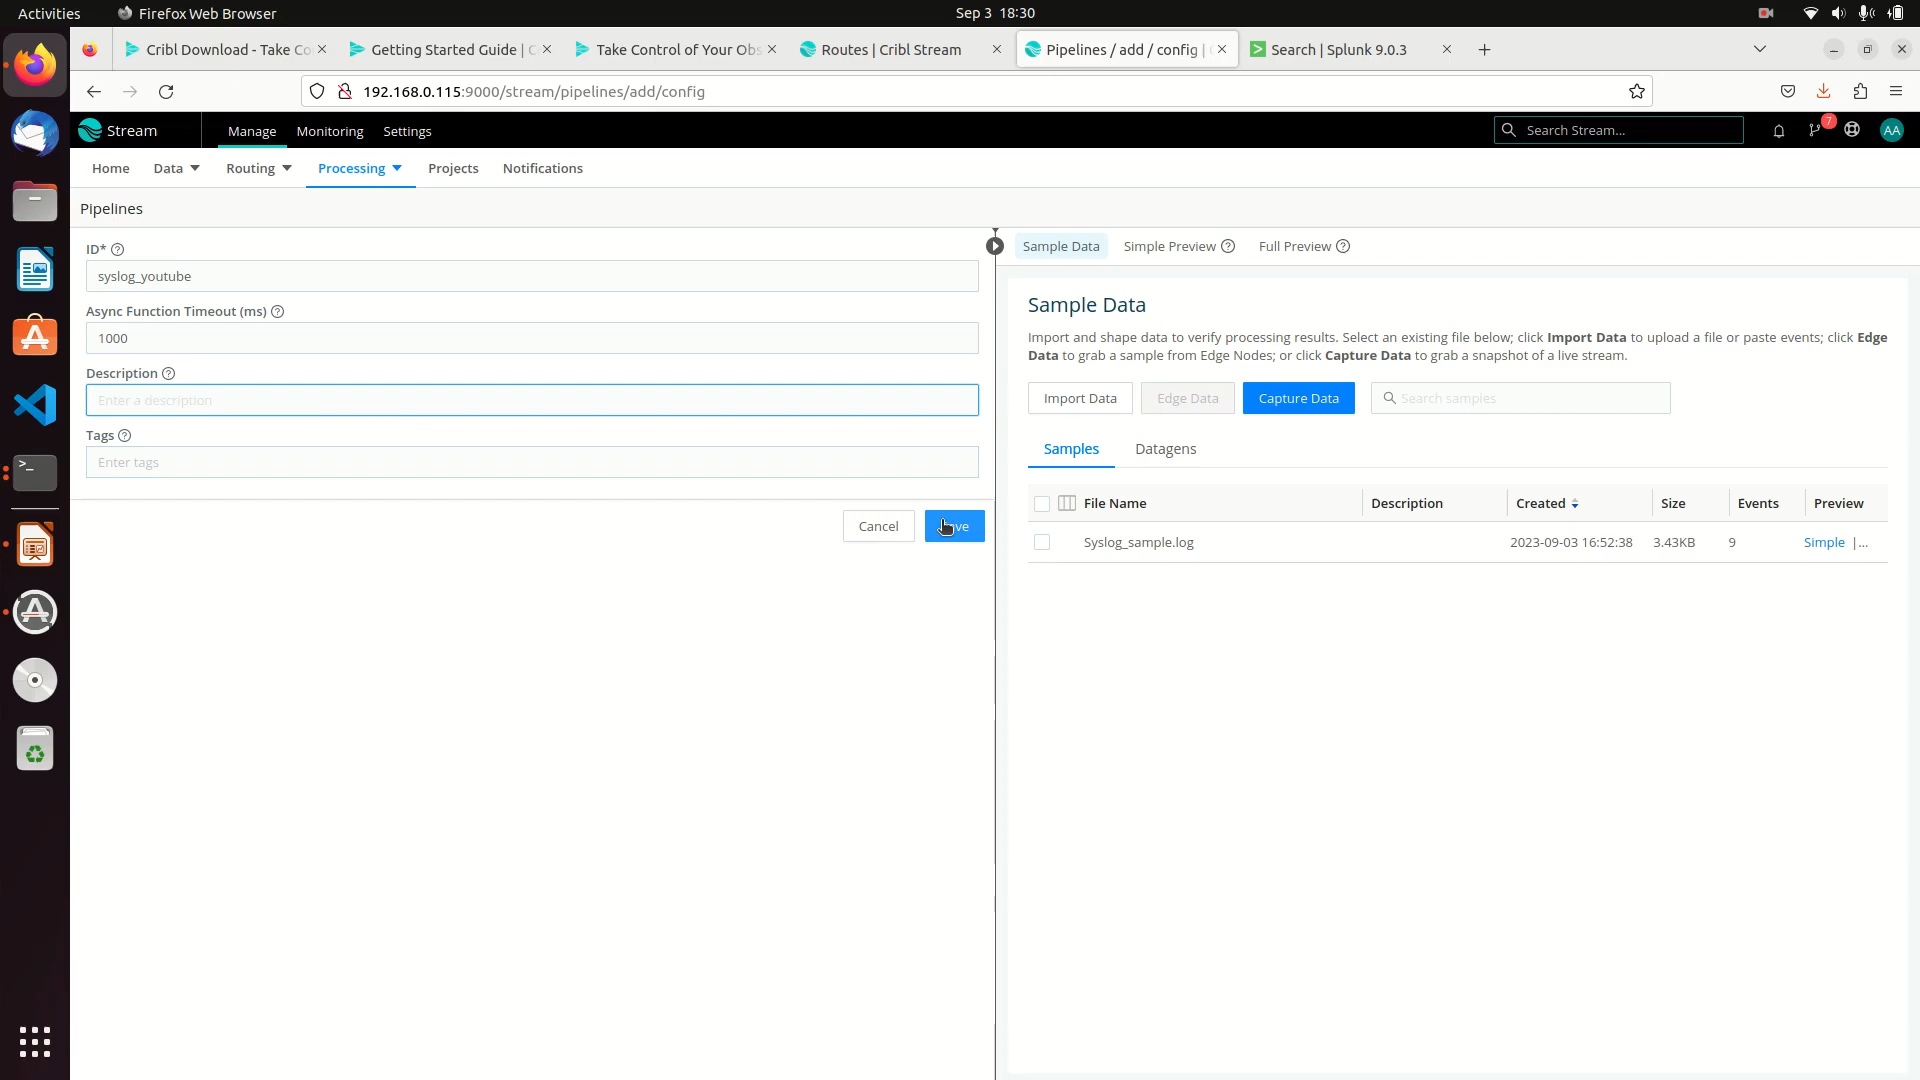 Activities
Firefox Web Browser
Sep 3 18:30
Cribl Download - Take Co
Getting Started Guide | C
Take Control of Your Obs
Routes | Cribl Stream
Pipelines / add / config |
Search | Splunk 9.0.3
192.168.0.115:9000/stream/pipelines/add/config
Stream
Manage
Monitoring
Settings
Search Stream...
7
AA
Home
Data
Routing
Processing
Projects
Notifications
Pipelines
ID*
syslog_youtube
Async Function Timeout (ms)
1000
Description
Enter a description
Tags
Enter tags
Cancel
Sample Data
Simple Preview
Full Preview
Sample Data
Import and shape data to verify processing results. Select an existing file below; click Import Data to upload a file or paste events; click Edge
Data to grab a sample from Edge Nodes; or click Capture Data to grab a snapshot of a live stream.
Import Data
Edge Data
Capture Data
Search samples
Samples
Datagens
File Name
Description
Created
Size
Events
Preview
Syslog_sample.log
2023-09-03 16:52:38
3.43KB
9
Simple |...